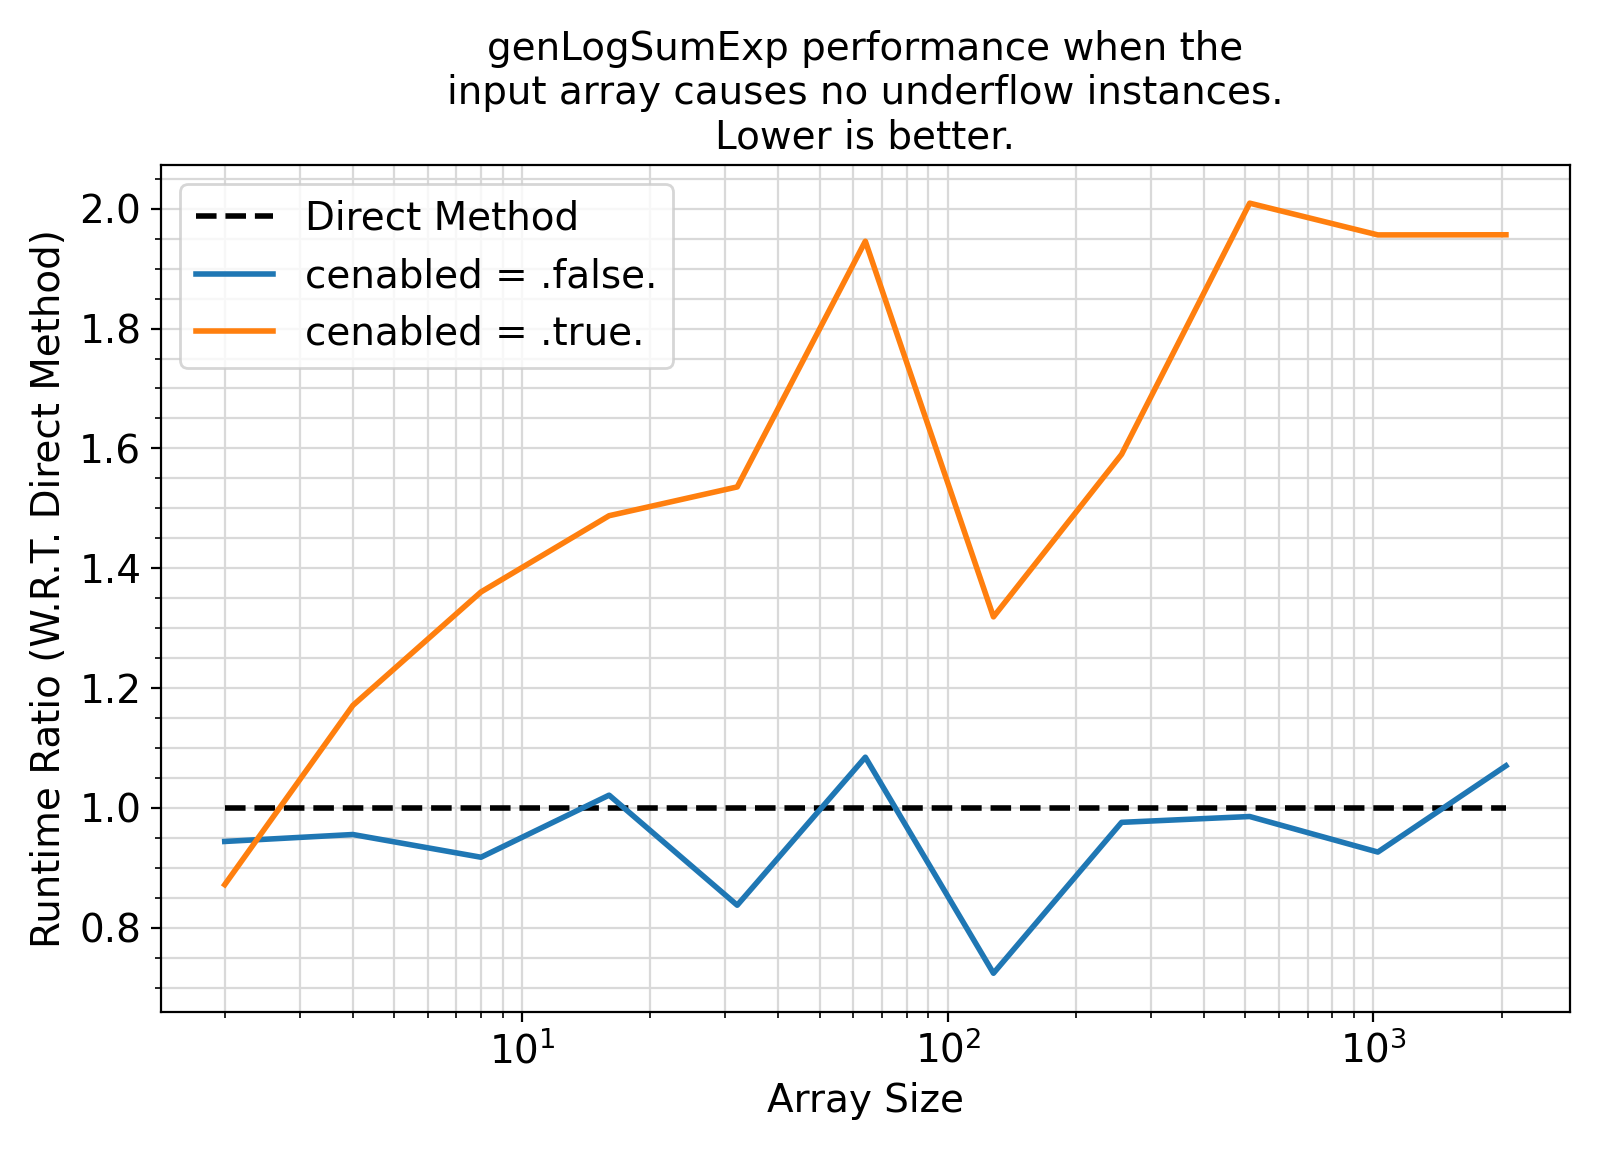 genLogSumExp performance when the
input array causes no underflow instances.
Lower is better.
Direct Method
cenabled = .false.
cenabled = .true.
Runtime Ratio (W.R.T. Direct Method)
2.0
1.8
1.6
1.4
1.2
1.0
0.8
10¹ 10² 10³
Array Size